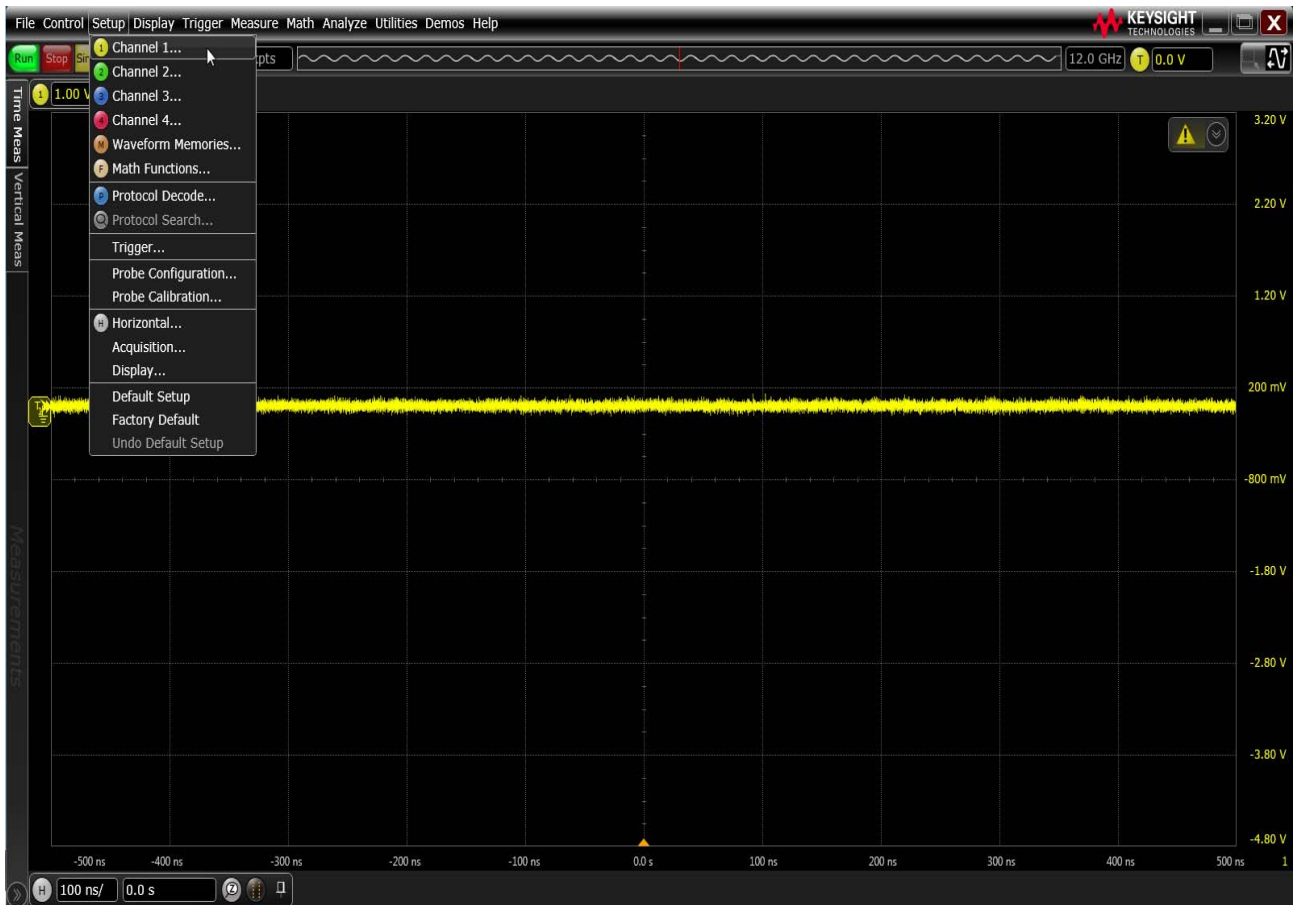 File Control Setup Display Trigger Measure Math Analyze Utilities Demos Help
KEYSIGHT
TECHNOLOGIES
Run Stop
pts
12.0 GHz T 0.0 V
1 1.00 V
1 Channel 1...
2 Channel 2...
3 Channel 3...
4 Channel 4...
M Waveform Memories...
F Math Functions...
P Protocol Decode...
Protocol Search...
Trigger...
Probe Configuration...
Probe Calibration...
H Horizontal...
Acquisition...
Display...
Default Setup
Factory Default
Undo Default Setup
Time Meas
Vertical Meas
Measurements
T
3.20 V
2.20 V
1.20 V
200 mV
-800 mV
-1.80 V
-2.80 V
-3.80 V
-4.80 V
-500 ns -400 ns -300 ns -200 ns -100 ns 0.0 s 100 ns 200 ns 300 ns 400 ns 500 ns 1
H 100 ns/ 0.0 s Z